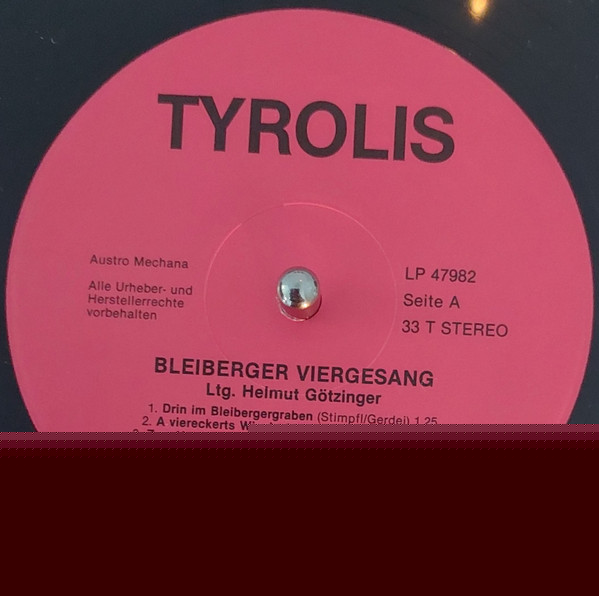 TYROLIS
Austro Mechana
Alle Urheber- und
Herstellerrechte
vorbehalten
LP 47982
Seite A
33 T STEREO
BLEIBERGER VIERGESANG
Ltg. Helmut Götzinger
1. Drin im Bleibergergraben (Stimpfl/Gerdei) 1,25
2. A viereckerts